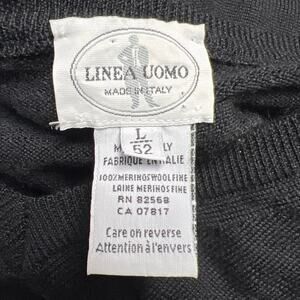 LINEA UOMO
MADE IN ITALY
L
52
FABRIQUE EN ITALIE
100% MERINOS WOOL FINE
LAINE MERINOS FINE
RN 82568
CA 07817
Care on reverse
Attention à l'envers